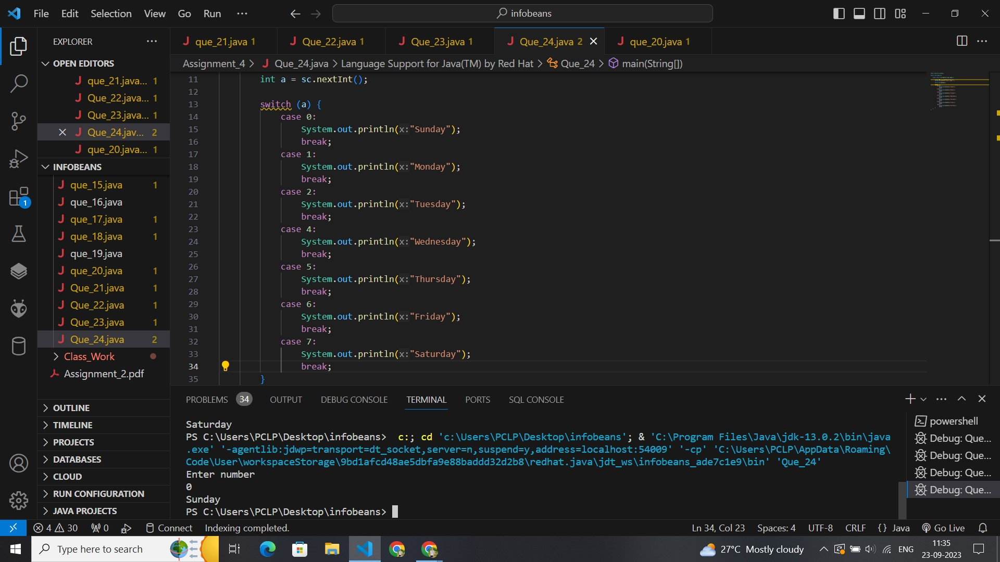 File Edit Selection View Go Run ··· infobeans
EXPLORER ···
OPEN EDITORS
que_21.java... 1
Que_22.java... 1
Que_23.java... 1
Que_24.jav... 2
que_20.java... 1
INFOBEANS
que_15.java 1
que_16.java
que_17.java 1
que_18.java 1
que_19.java
que_20.java 1
Que_21.java 1
Que_22.java 1
Que_23.java 1
Que_24.java 2
Class_Work
Assignment_2.pdf
OUTLINE
TIMELINE
PROJECTS
DATABASES
CLOUD
RUN CONFIGURATION
JAVA PROJECTS
1
que_21.java 1 Que_22.java 1 Que_23.java 1 Que_24.java 2 que_20.java 1
Assignment_4 > Que_24.java > Language Support for Java(TM) by Red Hat > Que_24 > main(String[])
11 int a = sc.nextInt();
12
13 switch (a) {
14 case 0:
15 System.out.println(x:"Sunday");
16 break;
17 case 1:
18 System.out.println(x:"Monday");
19 break;
20 case 2:
21 System.out.println(x:"Tuesday");
22 break;
23 case 4:
24 System.out.println(x:"Wednesday");
25 break;
26 case 5:
27 System.out.println(x:"Thursday");
28 break;
29 case 6:
30 System.out.println(x:"Friday");
31 break;
32 case 7:
33 System.out.println(x:"Saturday");
34 break;
35 }
PROBLEMS 34 OUTPUT DEBUG CONSOLE TERMINAL PORTS SQL CONSOLE
Saturday
PS C:\Users\PCLP\Desktop\infobeans> c:; cd 'c:\Users\PCLP\Desktop\infobeans'; & 'C:\Program Files\Java\jdk-13.0.2\bin\java
.exe' '-agentlib:jdwp=transport=dt_socket,server=n,suspend=y,address=localhost:54009' '-cp' 'C:\Users\PCLP\AppData\Roaming\
Code\User\workspaceStorage\9bd1afcd48ae5dbfa9e88baddd32d2b8\redhat.java\jdt_ws\infobeans_ade7c1e9\bin' 'Que_24'
Enter number
0
Sunday
PS C:\Users\PCLP\Desktop\infobeans>
powershell
Debug: Que...
Debug: Que...
Debug: Que...
Debug: Que...
4 30 0 Connect Indexing completed. Ln 34, Col 23 Spaces: 4 UTF-8 CRLF {} Java Go Live
Type here to search 27°C Mostly cloudy ENG 11:35
23-09-2023